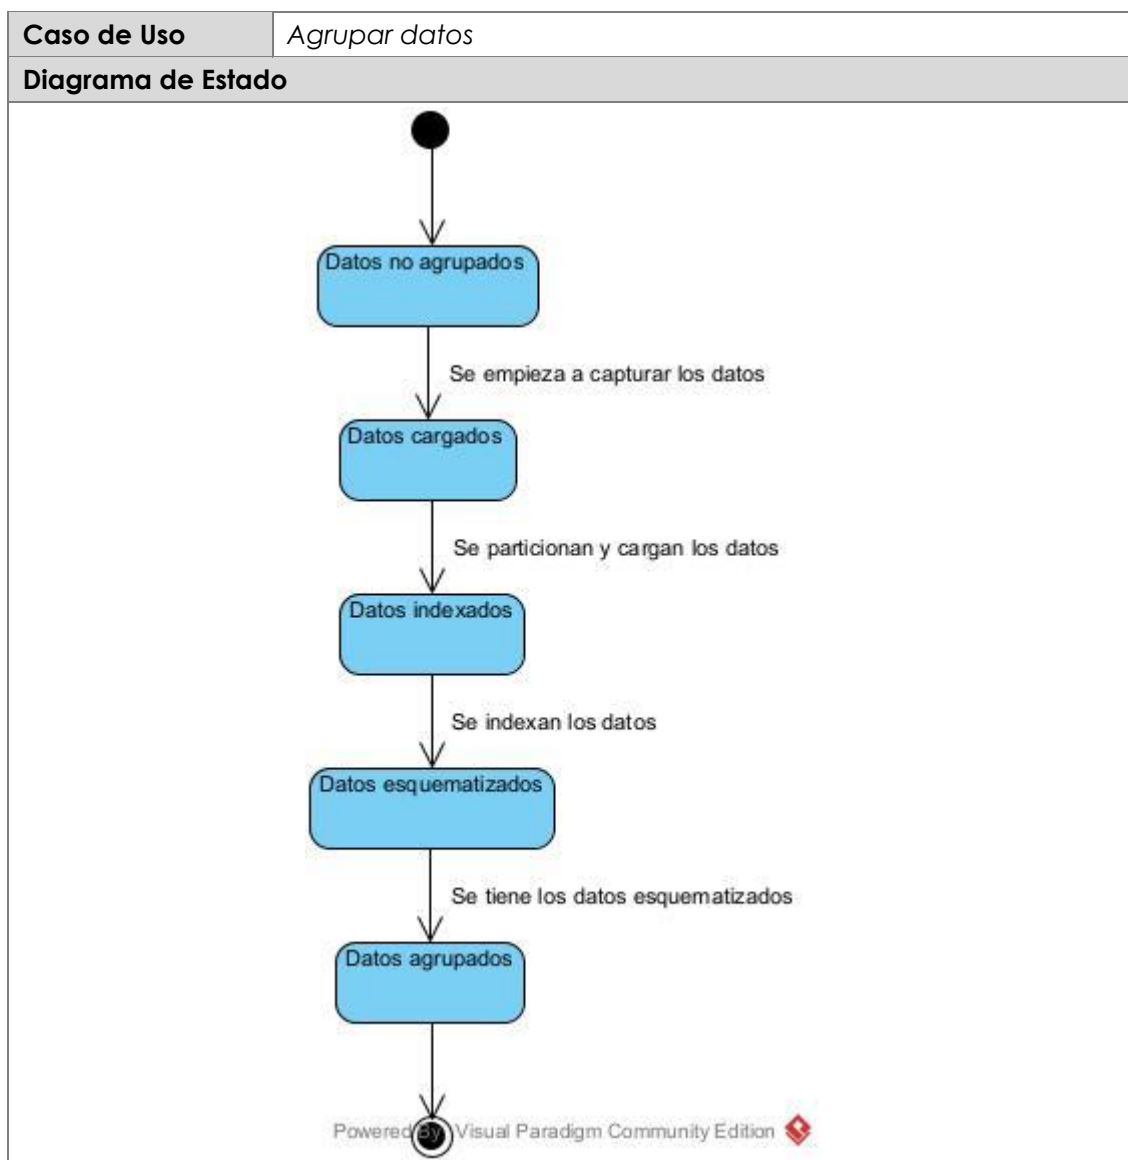 Caso de Uso Agrupar datos
Diagrama de Estado
Datos no agrupados
Se empieza a capturar los datos
Datos cargados
Se particionan y cargan los datos
Datos indexados
Se indexan los datos
Datos esquematizados
Se tiene los datos esquematizados
Datos agrupados
Powered By Visual Paradigm Community Edition